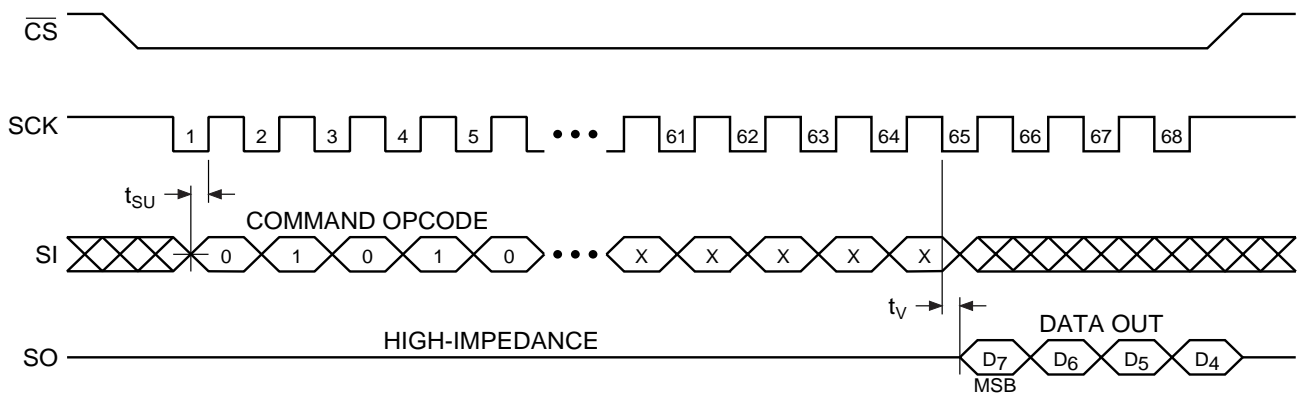 CS
SCK 1 2 3 4 5 ••• 61 62 63 64 65 66 67 68
tSU
COMMAND OPCODE
SI 0 1 0 1 0 ••• X X X X X
tV
HIGH-IMPEDANCE
DATA OUT
SO D7 D6 D5 D4
MSB